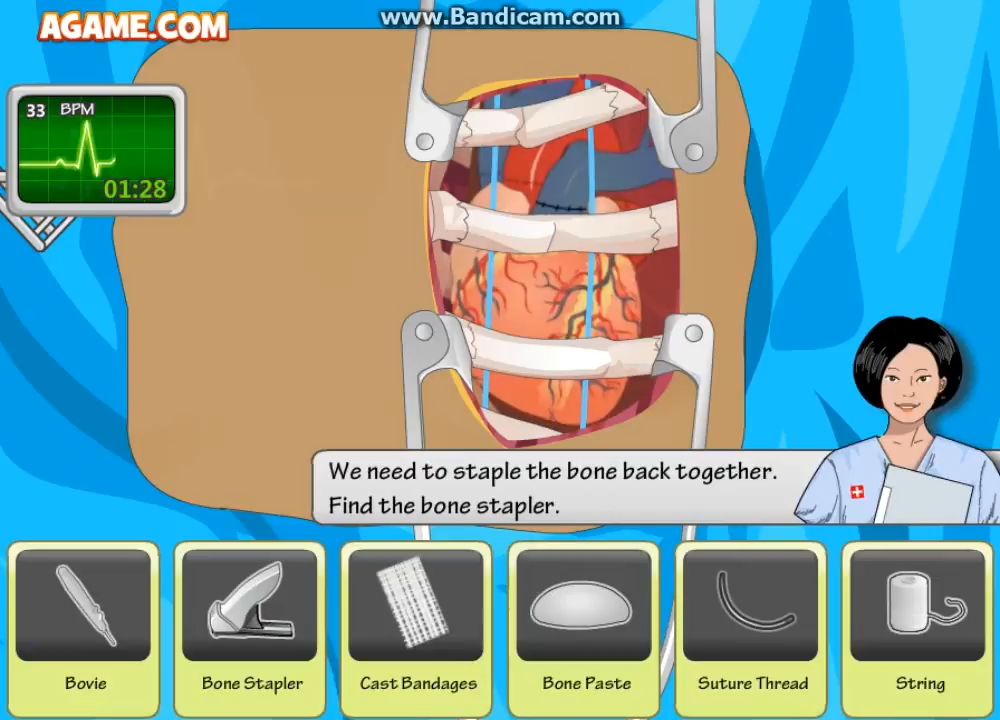 www.Bandicam.com
AGAME.COM
33 BPM
01:28
We need to staple the bone back together.
Find the bone stapler.
Bovie
Bone Stapler
Cast Bandages
Bone Paste
Suture Thread
String